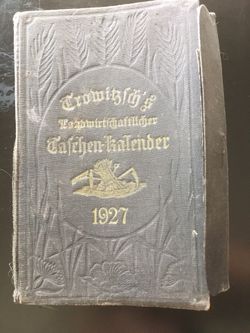 Trowitzsch's
Landwirtschaftlicher
Taschen-Kalender
1927